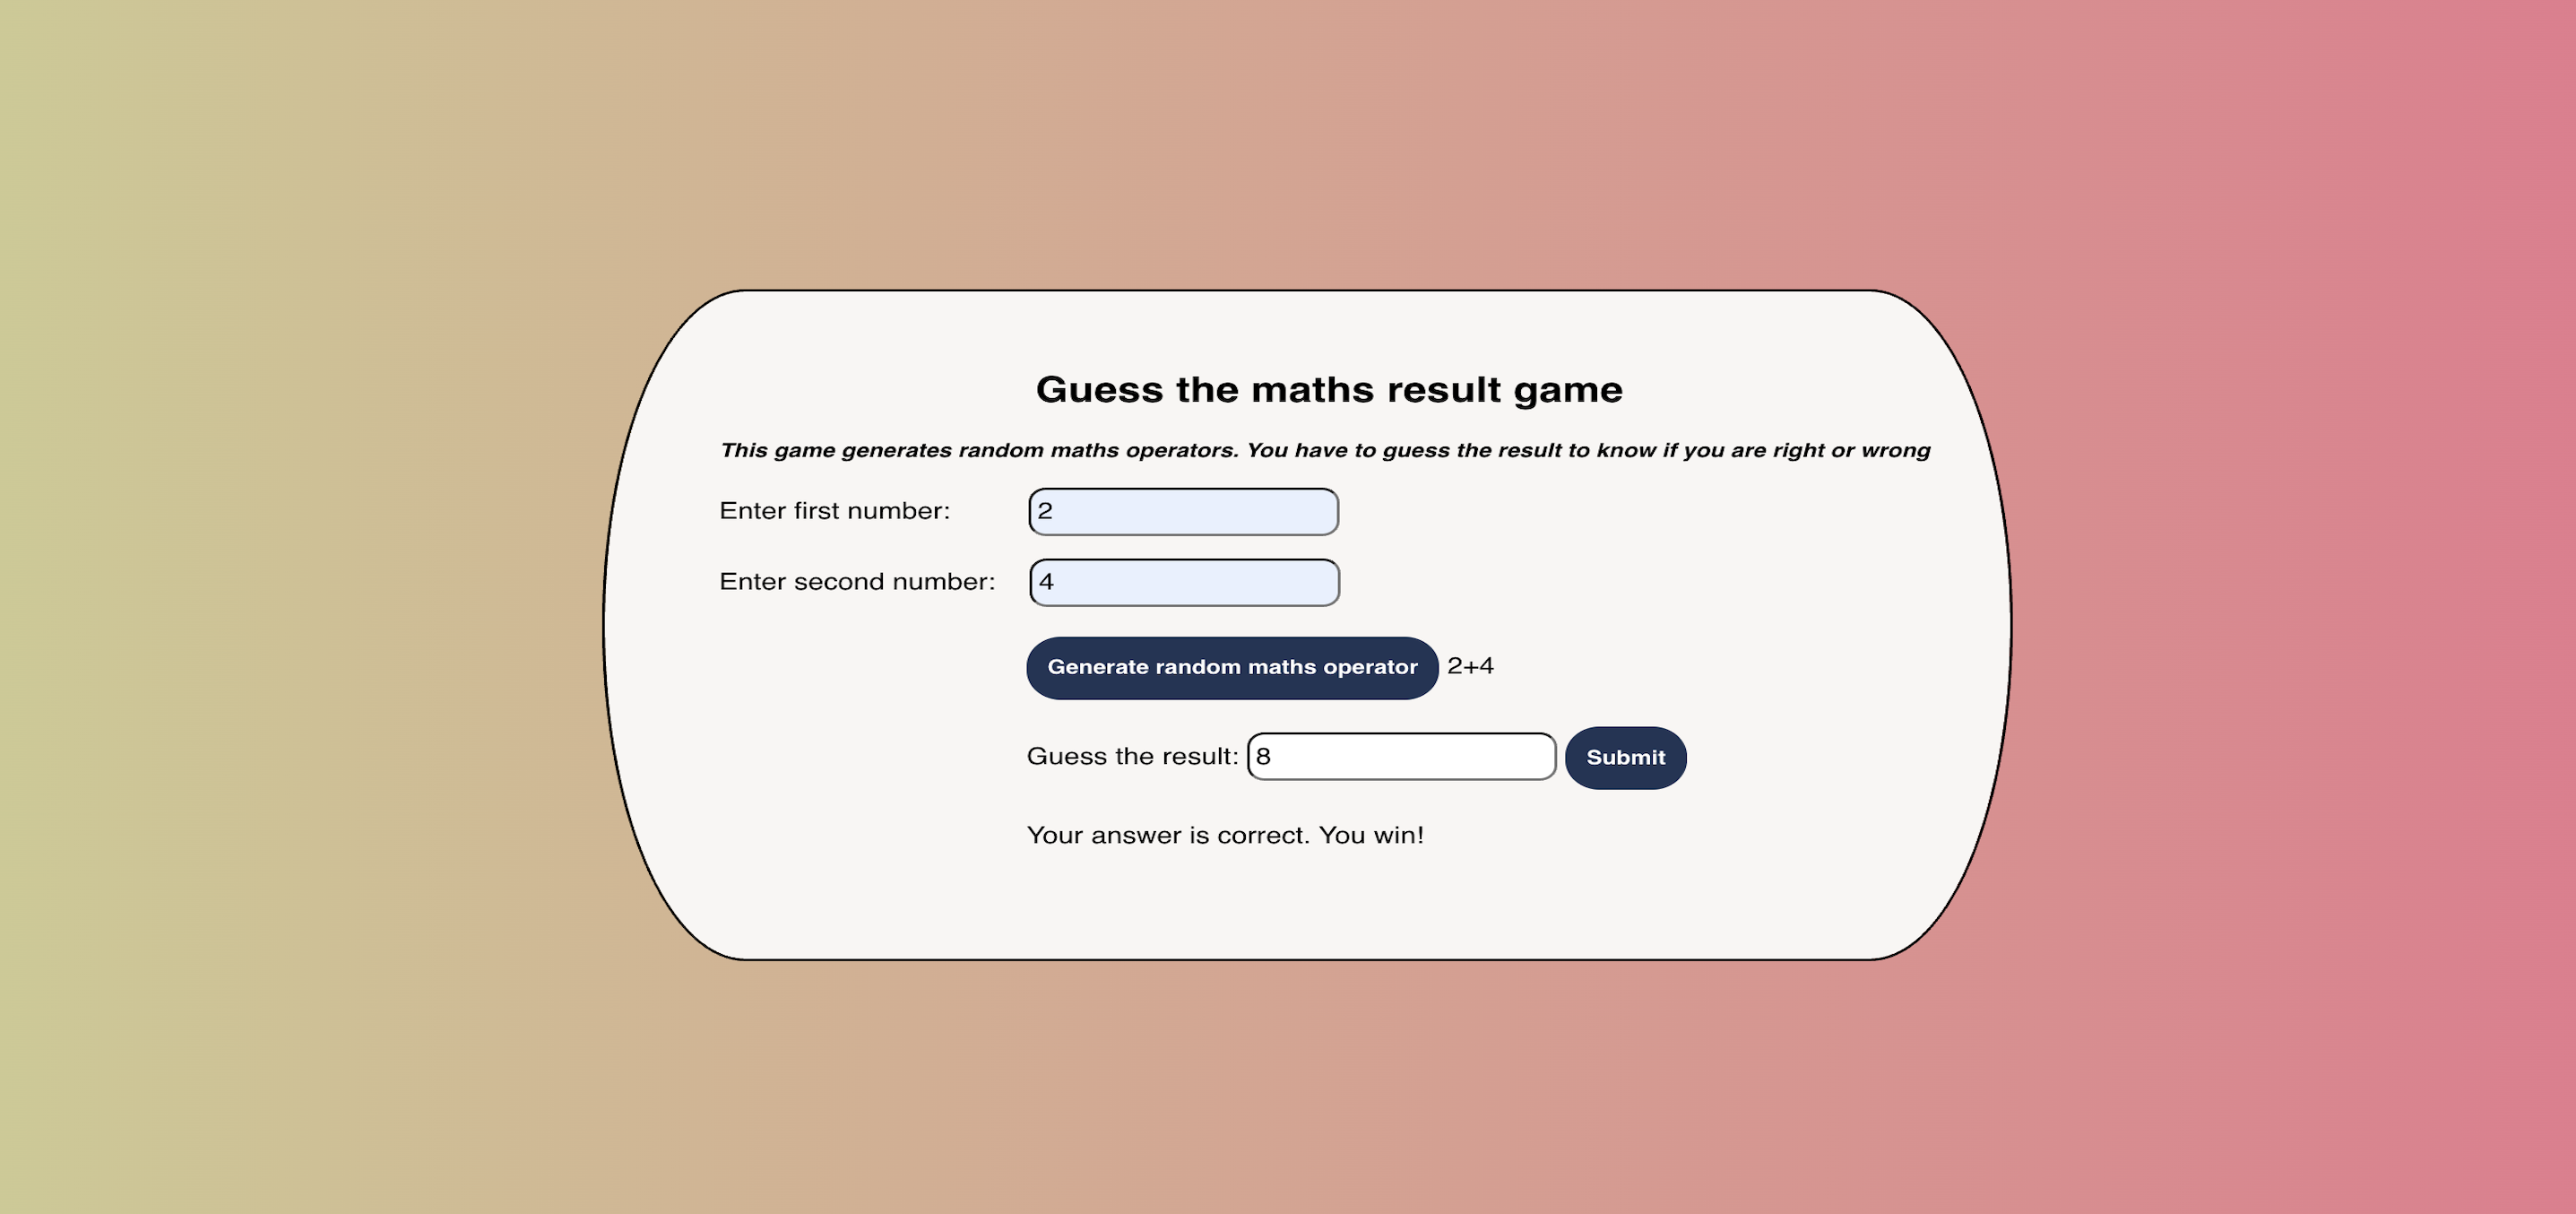 Guess the maths result game
This game generates random maths operators. You have to guess the result to know if you are right or wrong
Enter first number: 2
Enter second number: 4
Generate random maths operator 2+4
Guess the result: 8 Submit
Your answer is correct. You win!